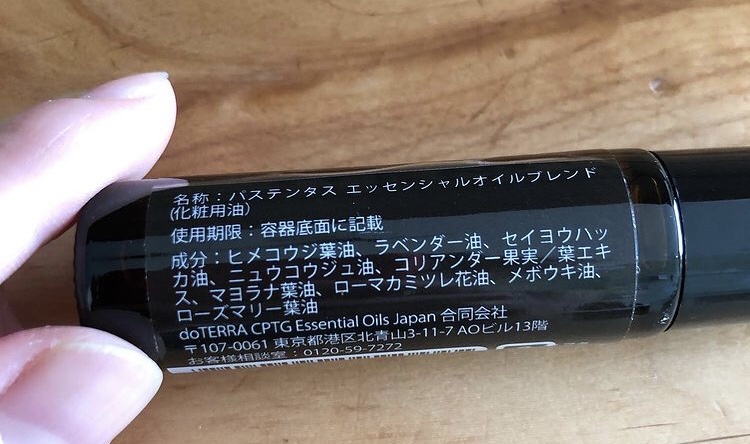 名称：パステンタス エッセンシャルオイルブレンド
(化粧用油)
使用期限：容器底面に記載
成分：ヒメコウジ葉油、ラベンダー油、セイヨウハッ
カ油、ニュウコウジュ油、コリアンダー果実／葉エキ
ス、マヨラナ葉油、ローマカミツレ花油、メボウキ油、
ローズマリー葉油
doTERRA CPTG Essential Oils Japan 合同会社
〒107-0061 東京都港区北青山3-11-7 AOビル13階
お客様相談室：0120-59-7272